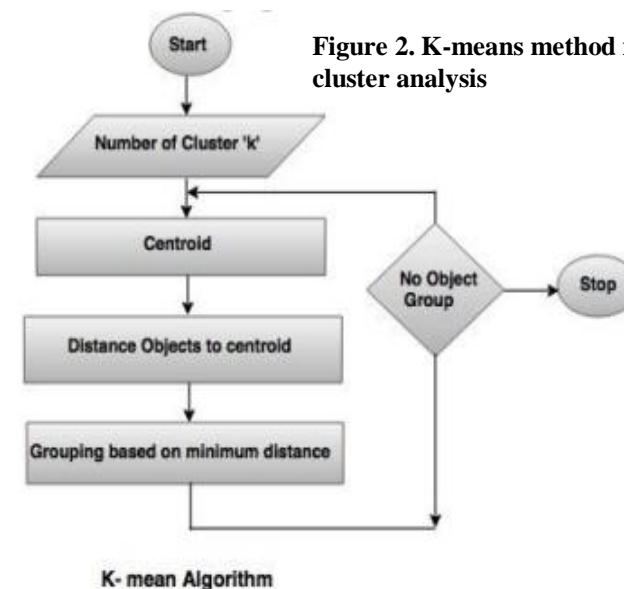 Start
Figure 2. K-means method
cluster analysis
Number of Cluster 'k'
Centroid
No Object
Group
Stop
Distance Objects to centroid
Grouping based on minimum distance
K- mean Algorithm